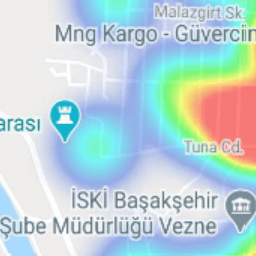 Malazgirt Sk.
Mng Kargo - Güvercin
arası
Tuna Cd.
İSKİ Başakşehir
Şube Müdürlüğü Vezne